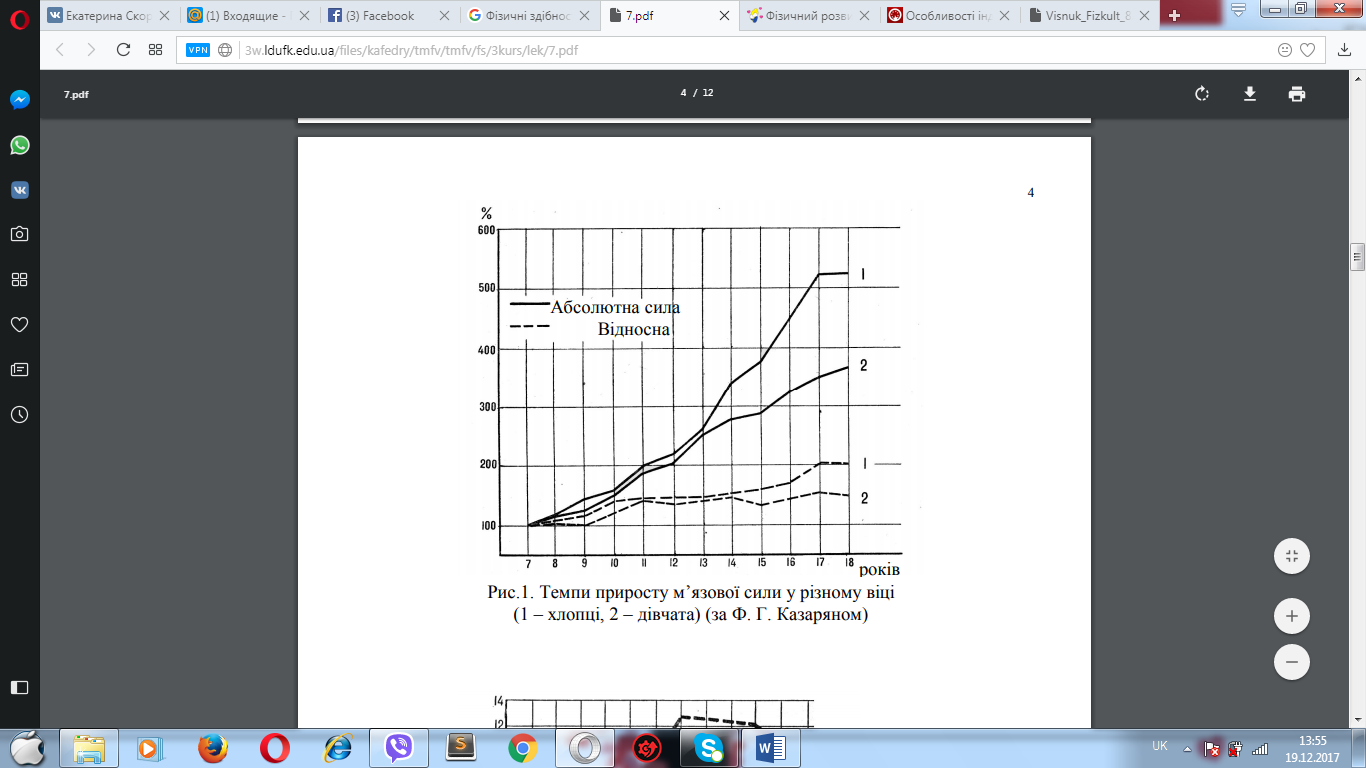 Екатерина Скор
(1) Входящие -
(3) Facebook
Фізичні здібнос
7.pdf
Фізичний розви
Особливості інд
Visnuk_Fizkult_8
VPN
3w.ldufk.edu.ua/files/kafedry/tmfv/tmfv/fs/3kurs/lek/7.pdf
7.pdf
4 / 12
4
%
600
500
400
300
200
100
Абсолютна сила
Відносна
1
2
1
2
7 8 9 10 11 12 13 14 15 16 17 18 років
Рис.1. Темпи приросту м’язової сили у різному віці
(1 – хлопці, 2 – дівчата) (за Ф. Г. Казаряном)
14
12
UK
13:55
19.12.2017